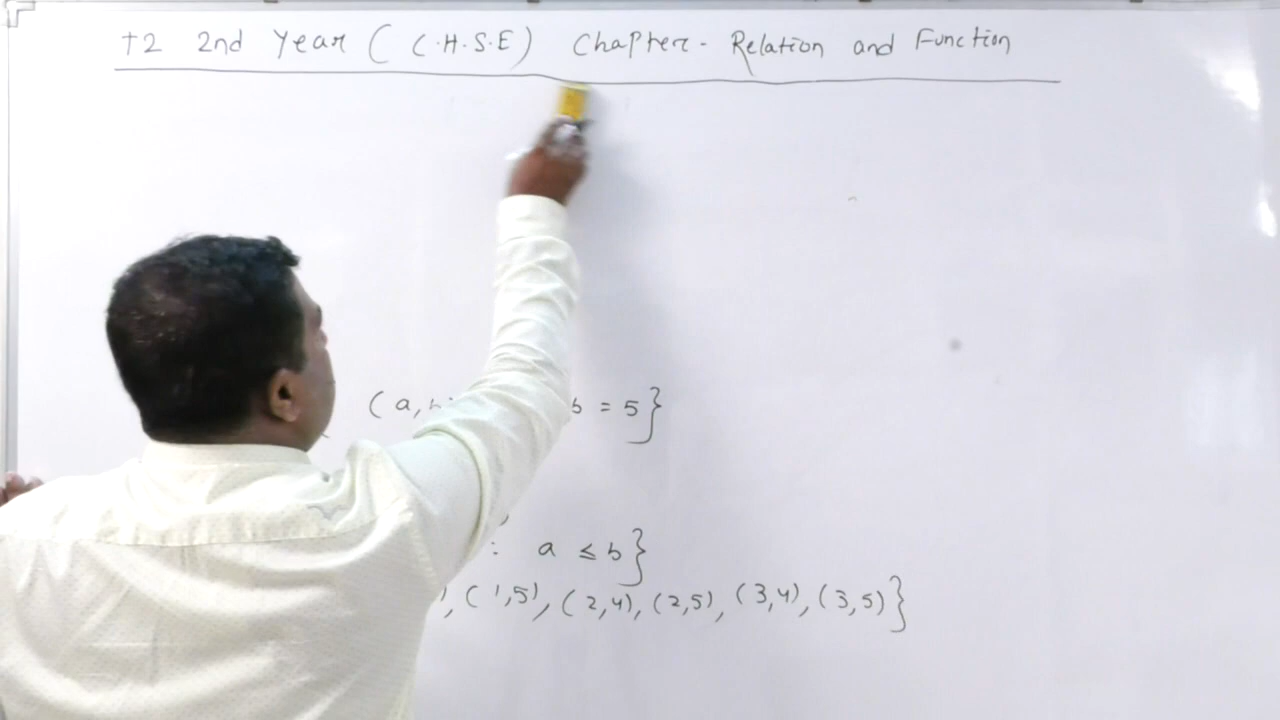 +2 2nd Year ( C.H.S.E) Chapter - Relation and Function
(a, b = 5}
: a ≤ b}
, (1,5), (2,4), (2,5), (3,4), (3,5)}